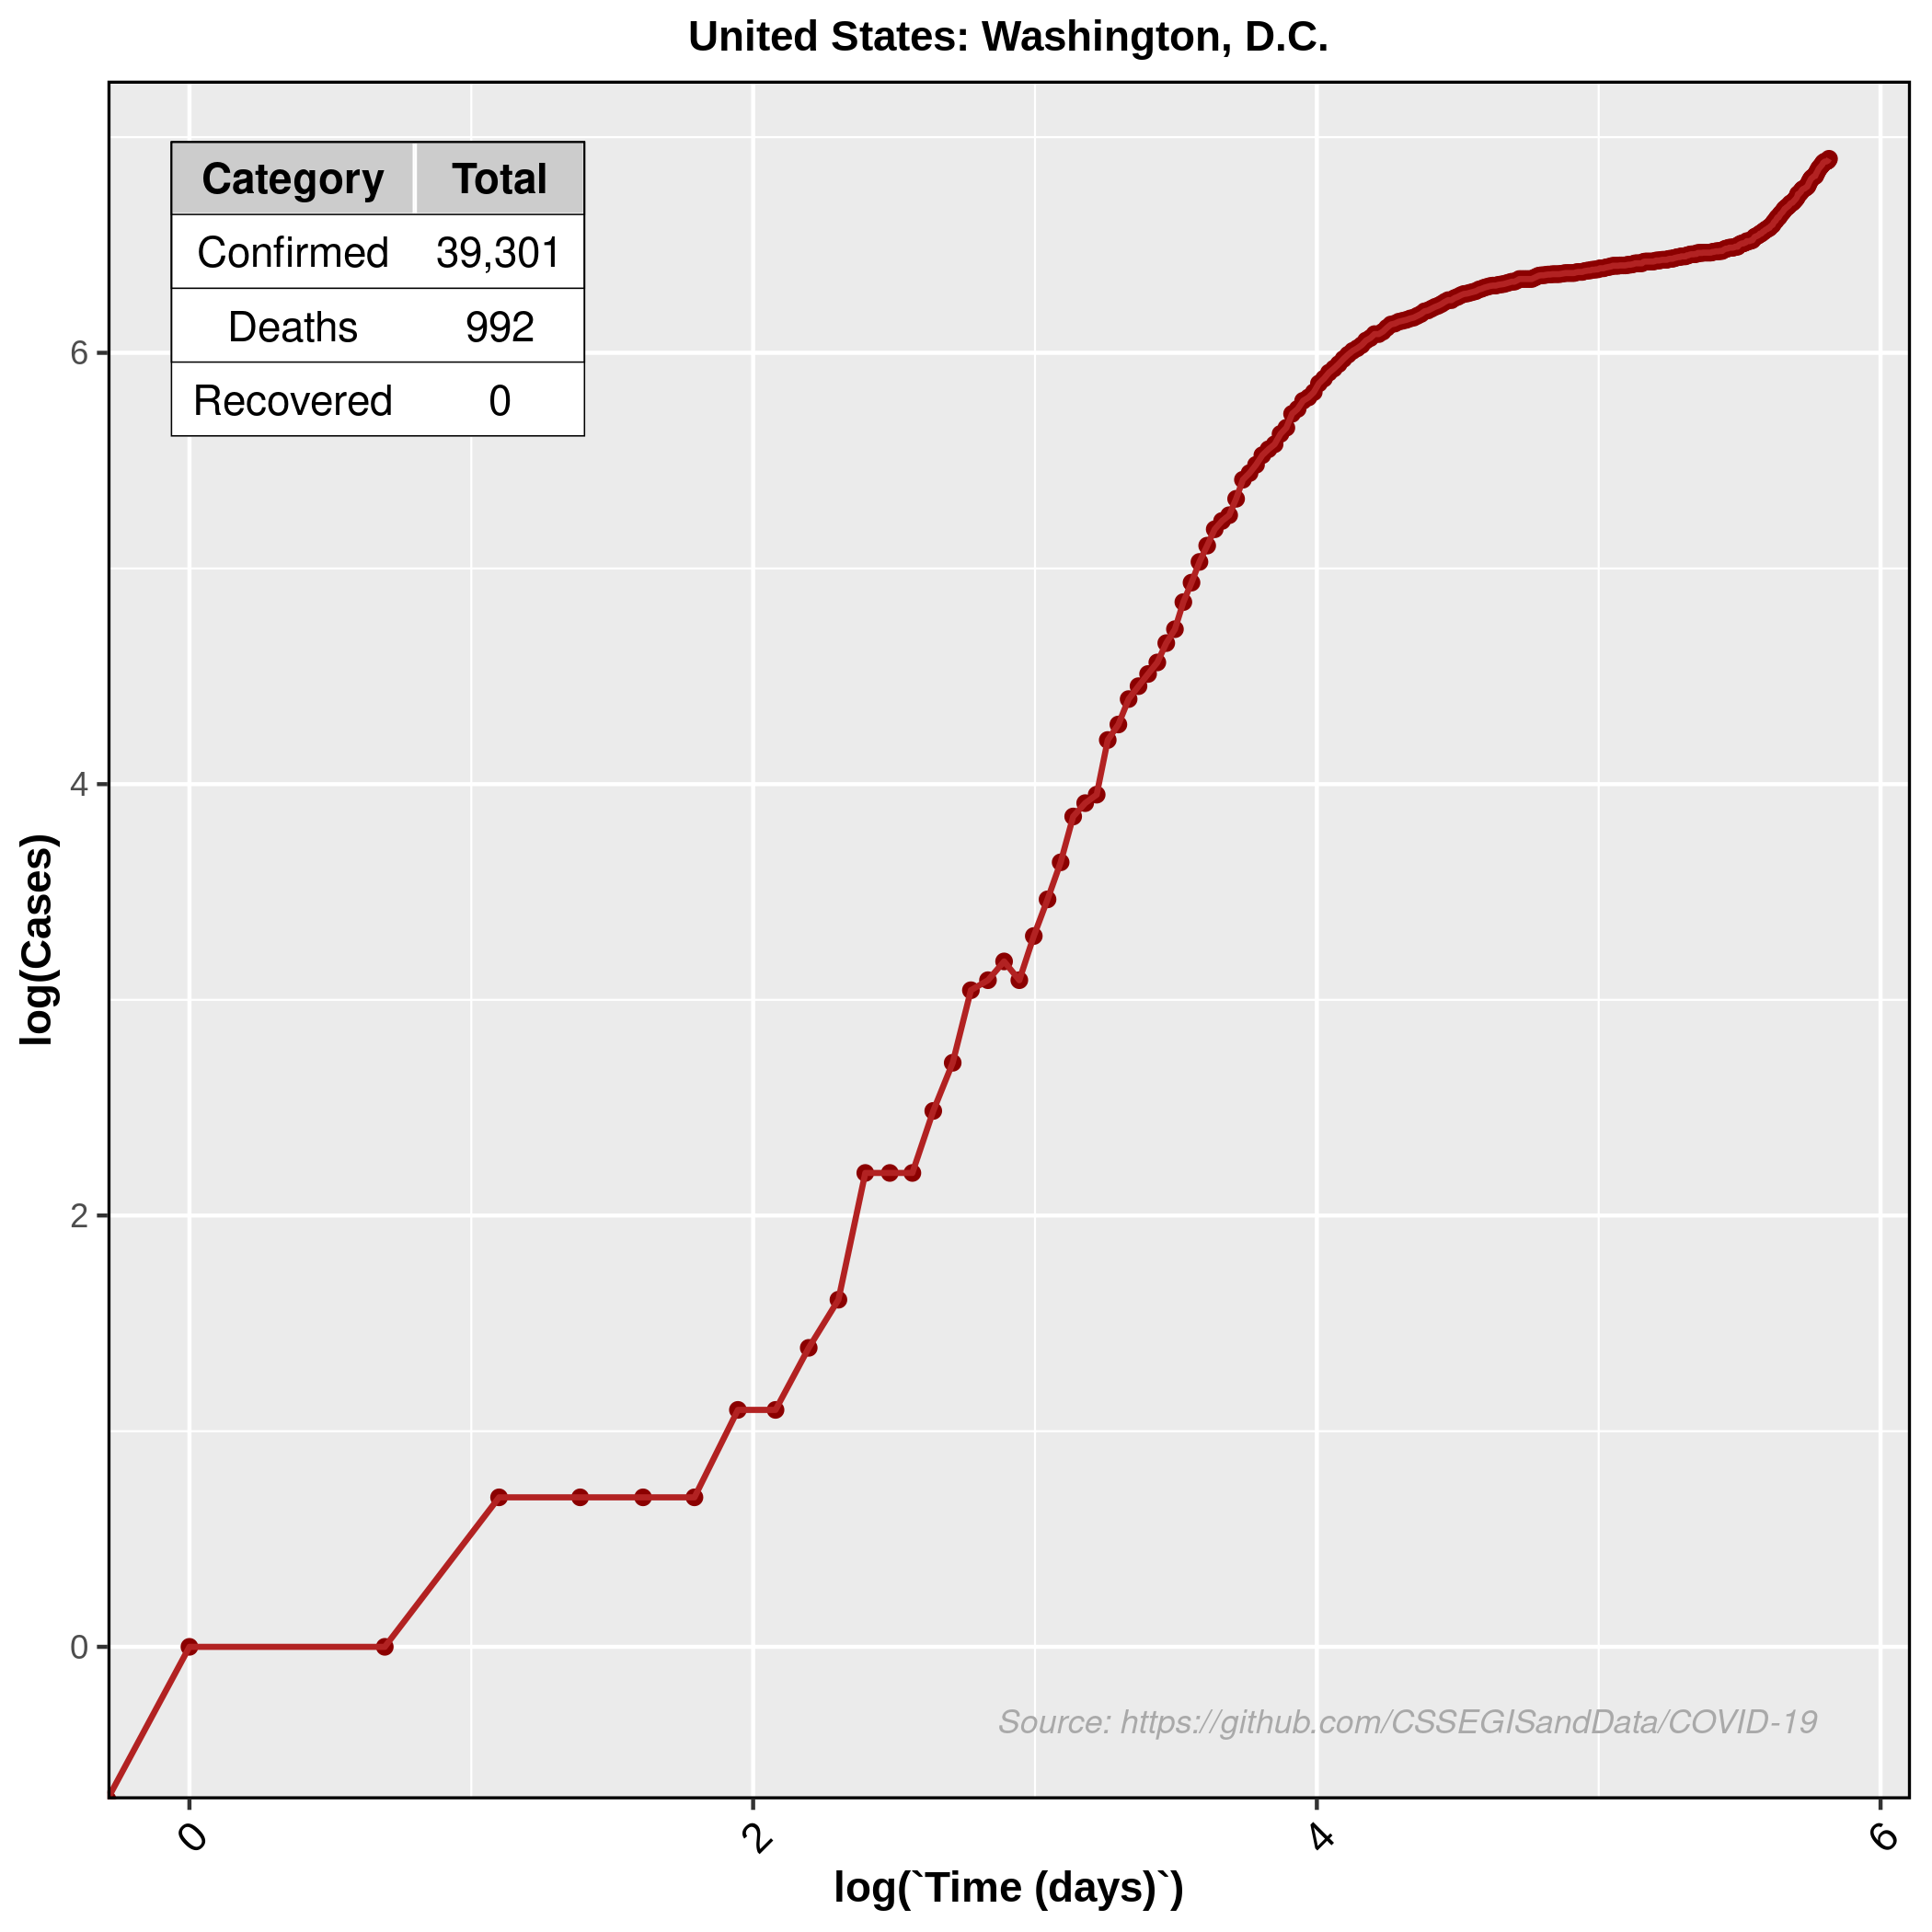 United States: Washington, D.C.
Category Total
Confirmed 39,301
Deaths 992
Recovered 0
6
4
2
0
log(Cases)
Source: https://github.com/CSSEGISandData/COVID-19
0 2 4 6
log(`Time (days)`)